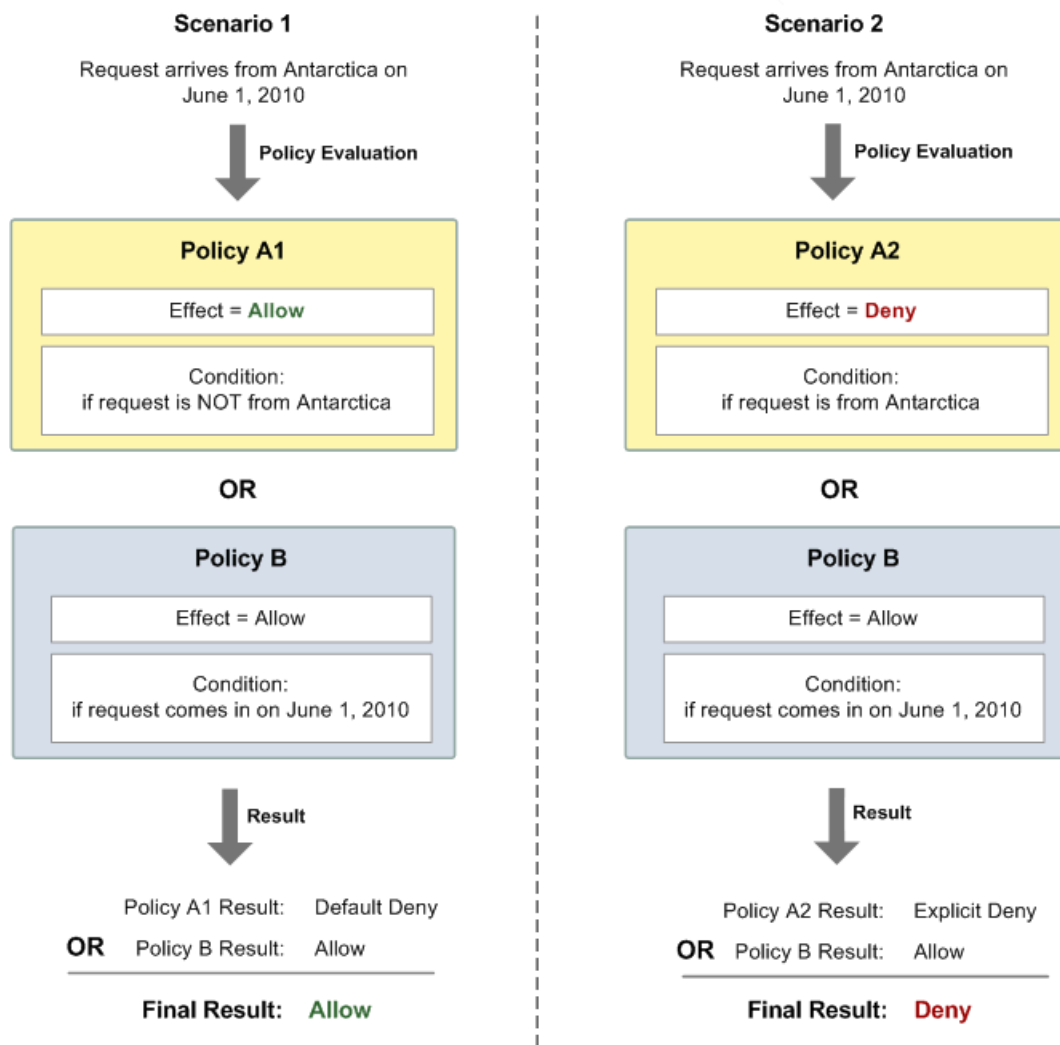 Scenario 1
Request arrives from Antarctica on
June 1, 2010
Policy Evaluation
Policy A1
Effect = Allow
Condition:
if request is NOT from Antarctica
OR
Policy B
Effect = Allow
Condition:
if request comes in on June 1, 2010
Result
Policy A1 Result: Default Deny
OR Policy B Result: Allow
Final Result: Allow
Scenario 2
Request arrives from Antarctica on
June 1, 2010
Policy Evaluation
Policy A2
Effect = Deny
Condition:
if request is from Antarctica
OR
Policy B
Effect = Allow
Condition:
if request comes in on June 1, 2010
Result
Policy A2 Result: Explicit Deny
OR Policy B Result: Allow
Final Result: Deny